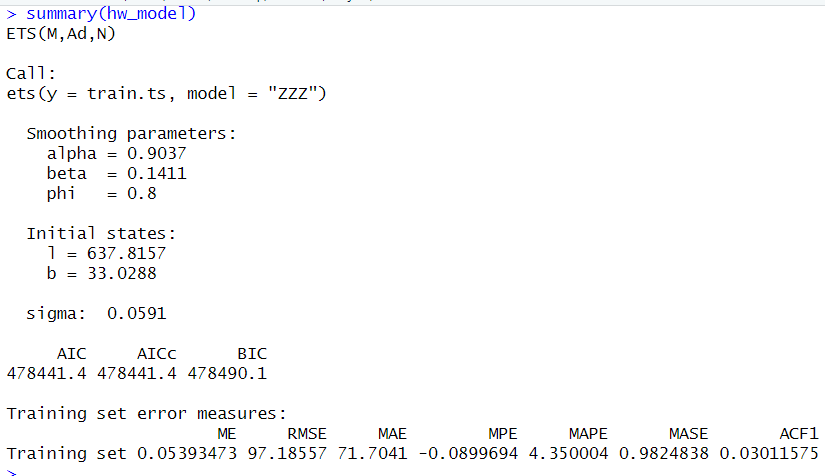 > summary(hw_model)
ETS(M,Ad,N)
Call:
ets(y = train.ts, model = "ZZZ")
Smoothing parameters:
alpha = 0.9037
beta  = 0.1411
phi   = 0.8
Initial states:
l = 637.8157
b = 33.0288
sigma:  0.0591
AIC     AICc      BIC
478441.4 478441.4 478490.1
Training set error measures:
ME     RMSE     MAE        MPE     MAPE      MASE       ACF1
Training set 0.05393473 97.18557 71.7041 -0.0899694 4.350004 0.9824838 0.03011575
>